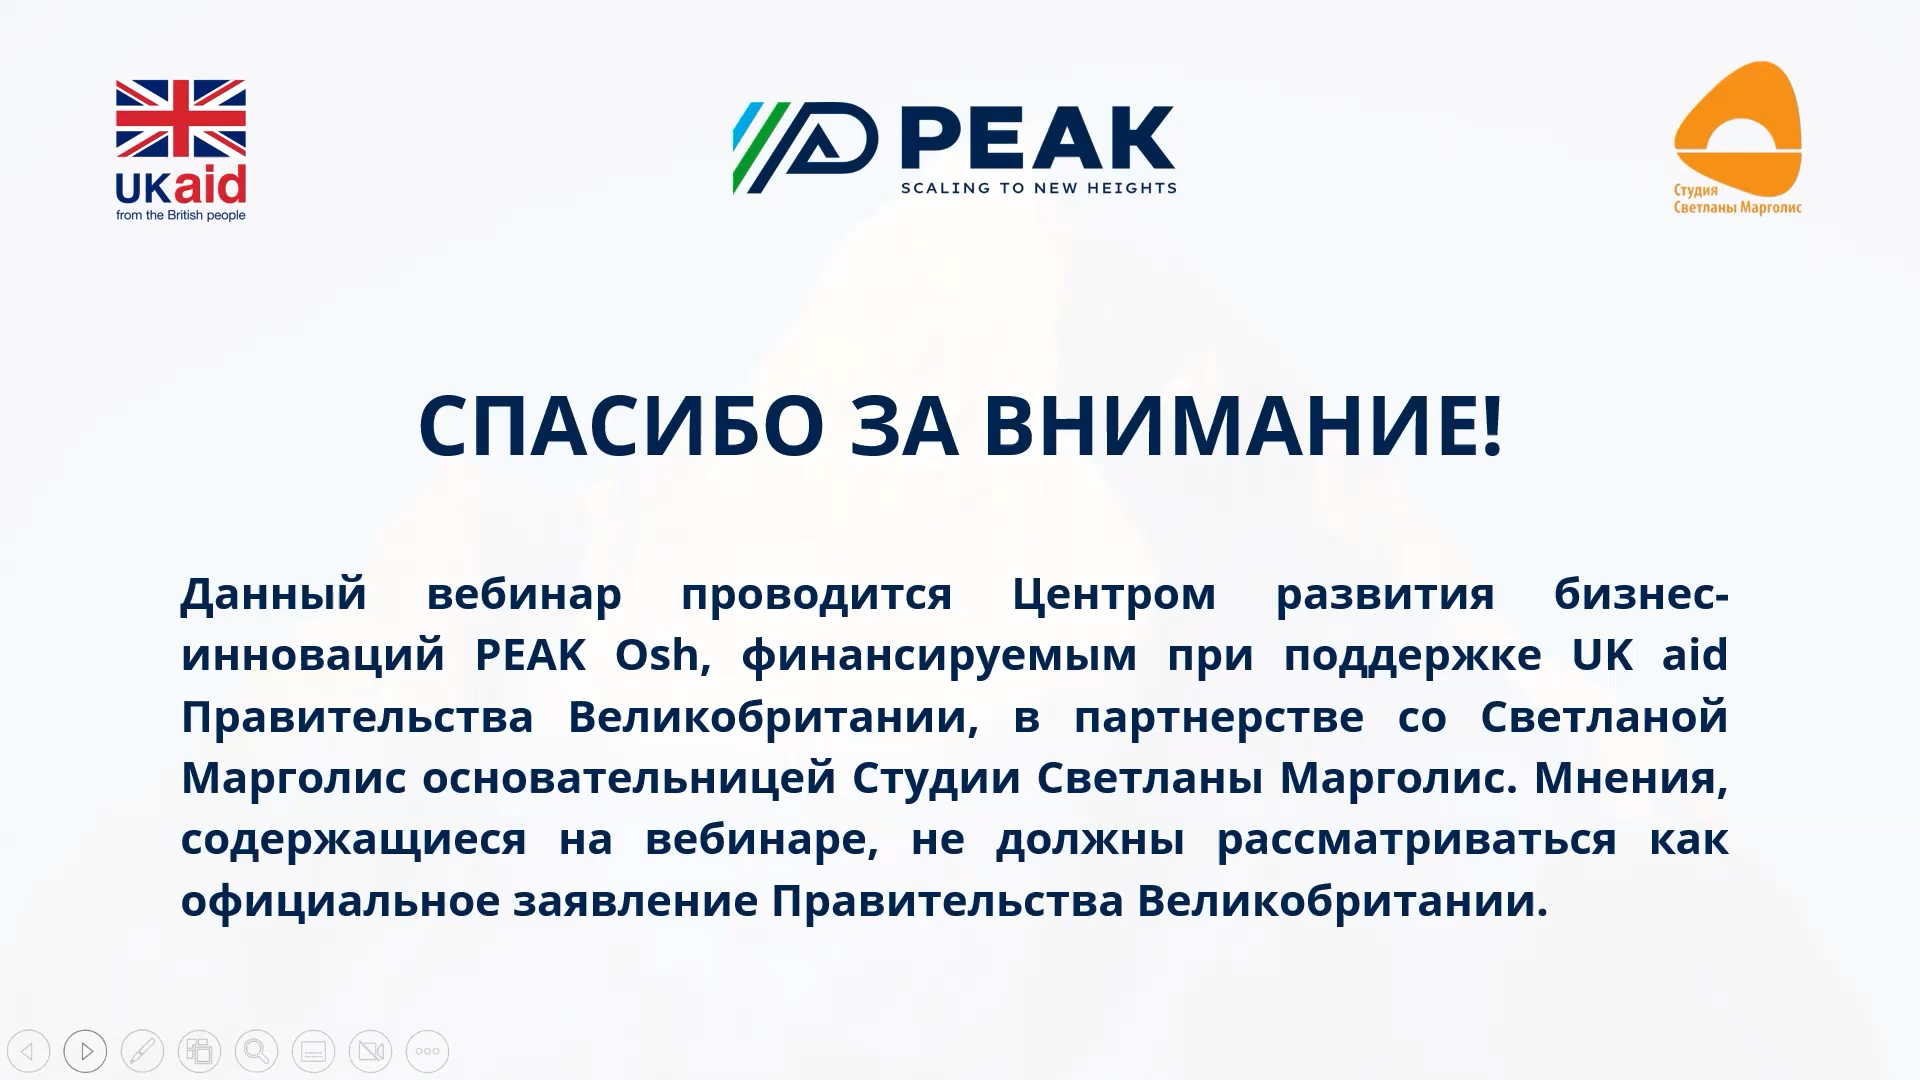 UKaid
from the British people
PEAK
SCALING TO NEW HEIGHTS
Студия
Светланы Марголис
СПАСИБО ЗА ВНИМАНИЕ!
Данный вебинар проводится Центром развития бизнес-
инноваций PEAK Osh, финансируемым при поддержке UK aid
Правительства Великобритании, в партнерстве со Светланой
Марголис основательницей Студии Светланы Марголис. Мнения,
содержащиеся на вебинаре, не должны рассматриваться как
официальное заявление Правительства Великобритании.